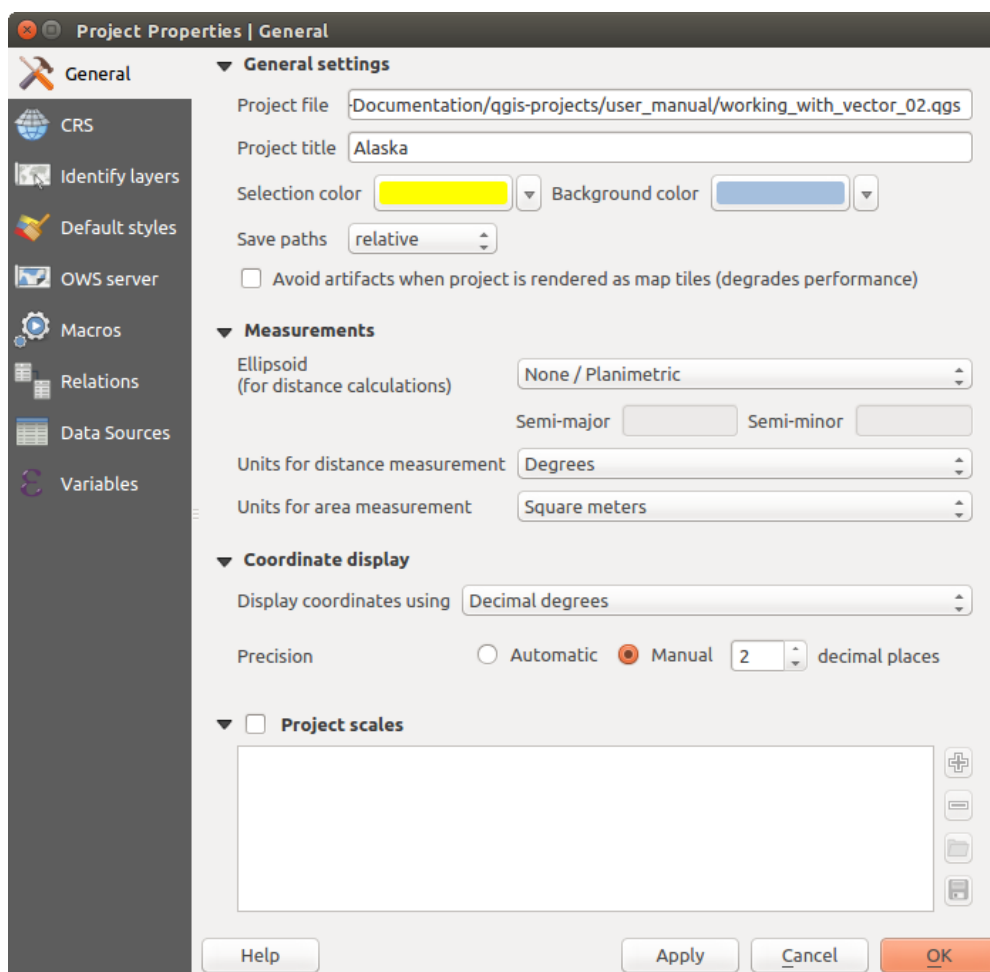 Project Properties | General
General
CRS
Identify layers
Default styles
OWS server
Macros
Relations
Data Sources
Variables
General settings
Project file -Documentation/qgis-projects/user_manual/working_with_vector_02.qgs
Project title Alaska
Selection color Background color
Save paths relative
Avoid artifacts when project is rendered as map tiles (degrades performance)
Measurements
Ellipsoid
(for distance calculations) None / Planimetric
Semi-major Semi-minor
Units for distance measurement Degrees
Units for area measurement Square meters
Coordinate display
Display coordinates using Decimal degrees
Precision Automatic Manual 2 decimal places
Project scales
Help Apply Cancel OK